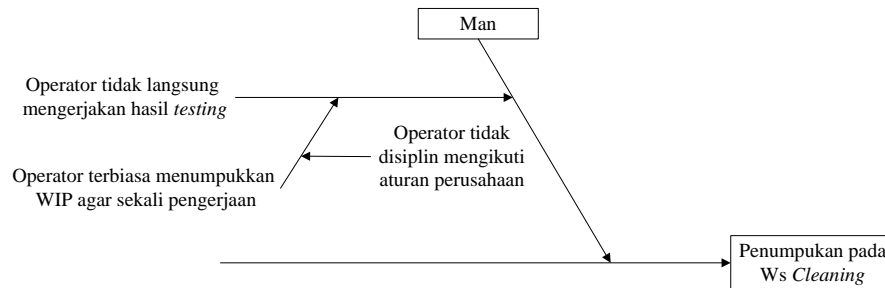 Man
Operator tidak langsung
mengerjakan hasil testing
Operator tidak
disiplin mengikuti
aturan perusahaan
Operator terbiasa menumpukkan
WIP agar sekali pengerjaan
Penumpukan pada
Ws Cleaning